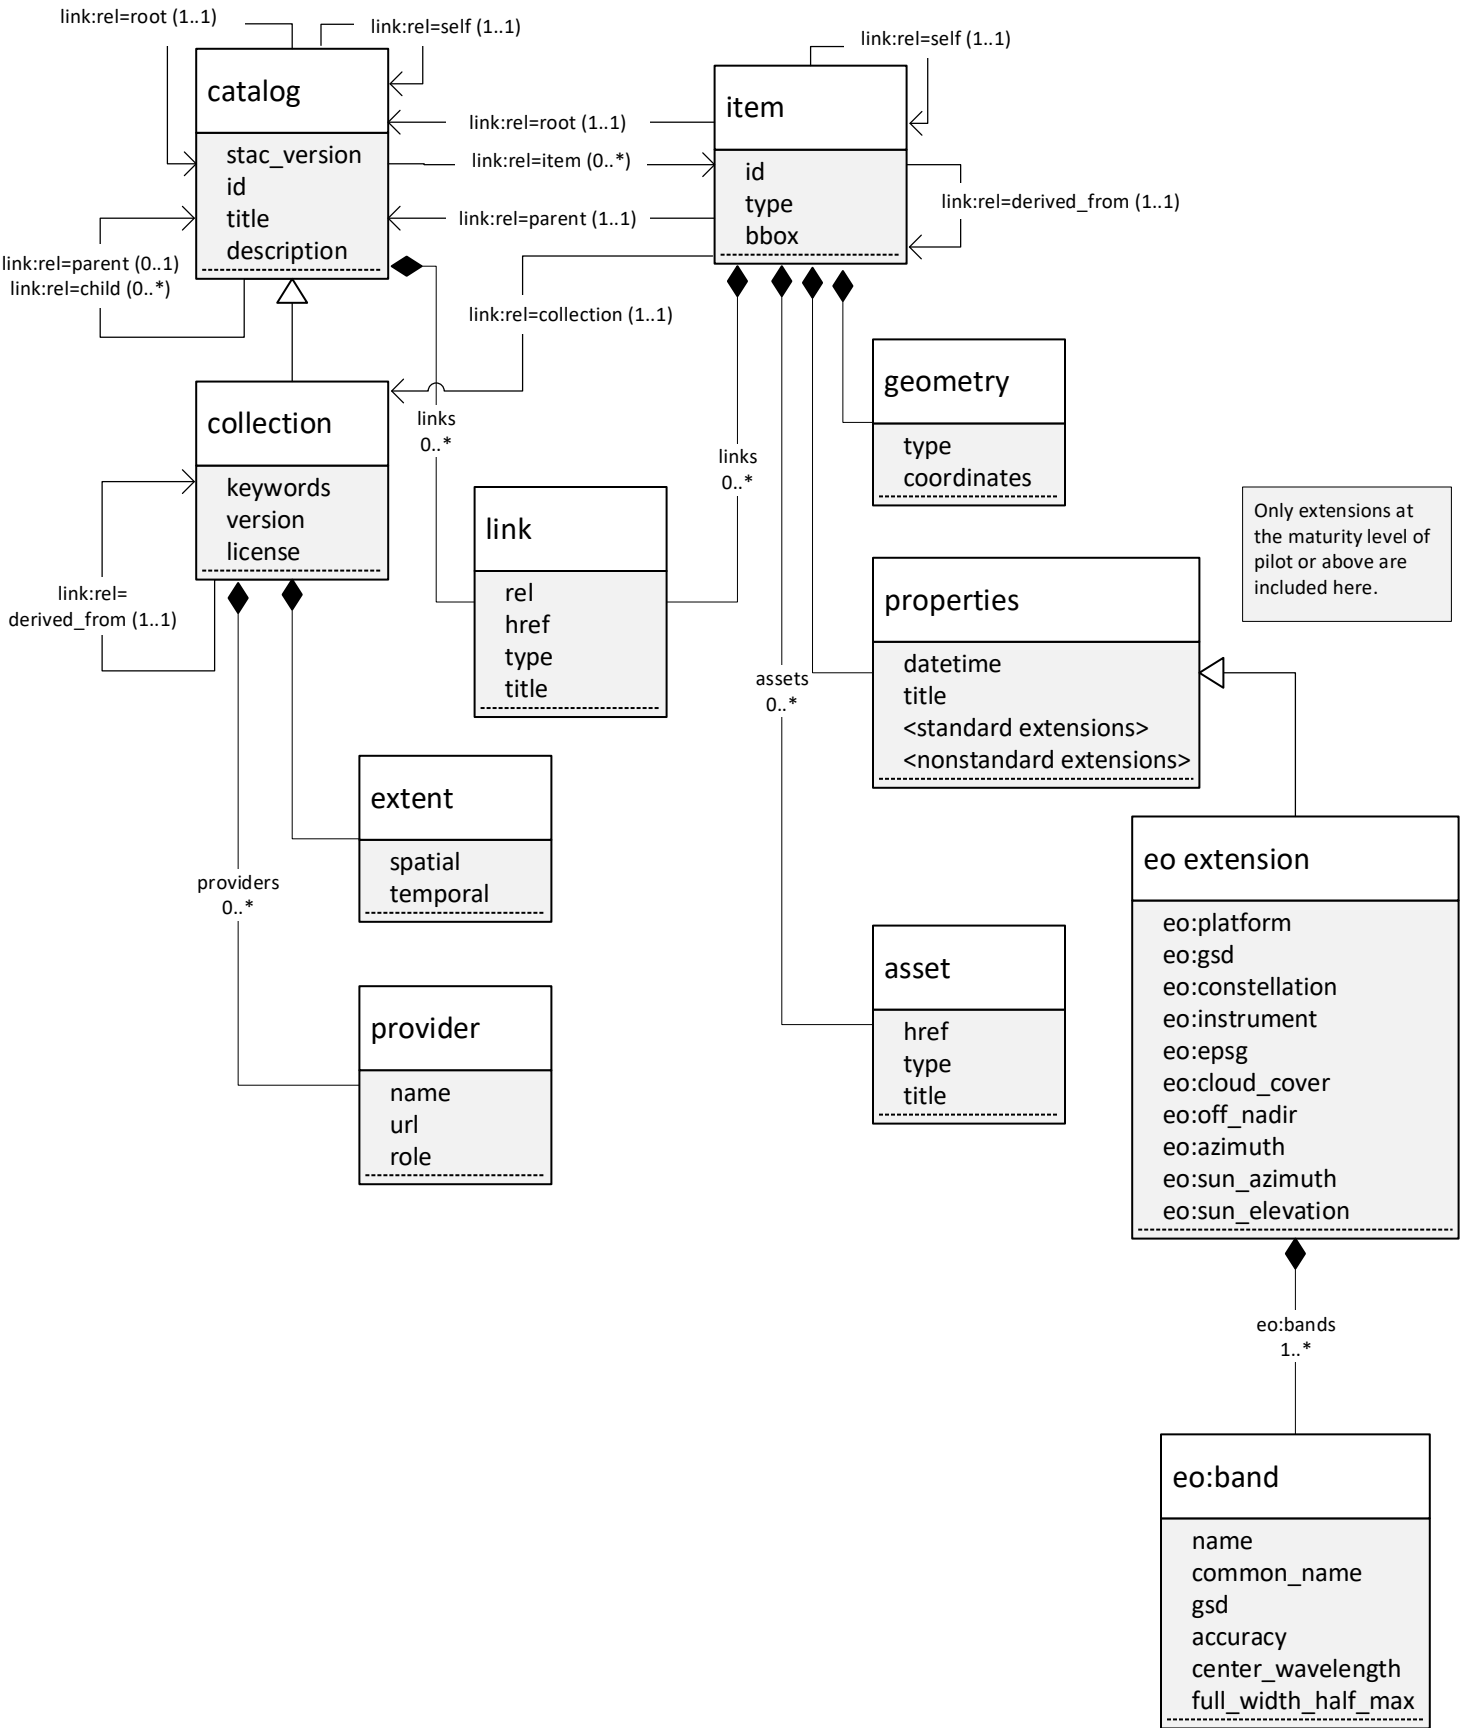 link:rel=root (1..1)
link:rel=self (1..1)
link:rel=self (1..1)
catalog
stac_version
id
title
description
item
id
type
bbox
link:rel=root (1..1)
link:rel=item (0..*)
link:rel=parent (1..1)
link:rel=derived_from (1..1)
link:rel=parent (0..1)
link:rel=child (0..*)
link:rel=collection (1..1)
collection
keywords
version
license
links
0..*
links
0..*
geometry
type
coordinates
link:rel=
derived_from (1..1)
link
rel
href
type
title
Only extensions at
the maturity level of
pilot or above are
included here.
properties
datetime
title
<standard extensions>
<nonstandard extensions>
assets
0..*
extent
spatial
temporal
providers
0..*
provider
name
url
role
asset
href
type
title
eo extension
eo:platform
eo:gsd
eo:constellation
eo:instrument
eo:epsg
eo:cloud_cover
eo:off_nadir
eo:azimuth
eo:sun_azimuth
eo:sun_elevation
eo:bands
1..*
eo:band
name
common_name
gsd
accuracy
center_wavelength
full_width_half_max